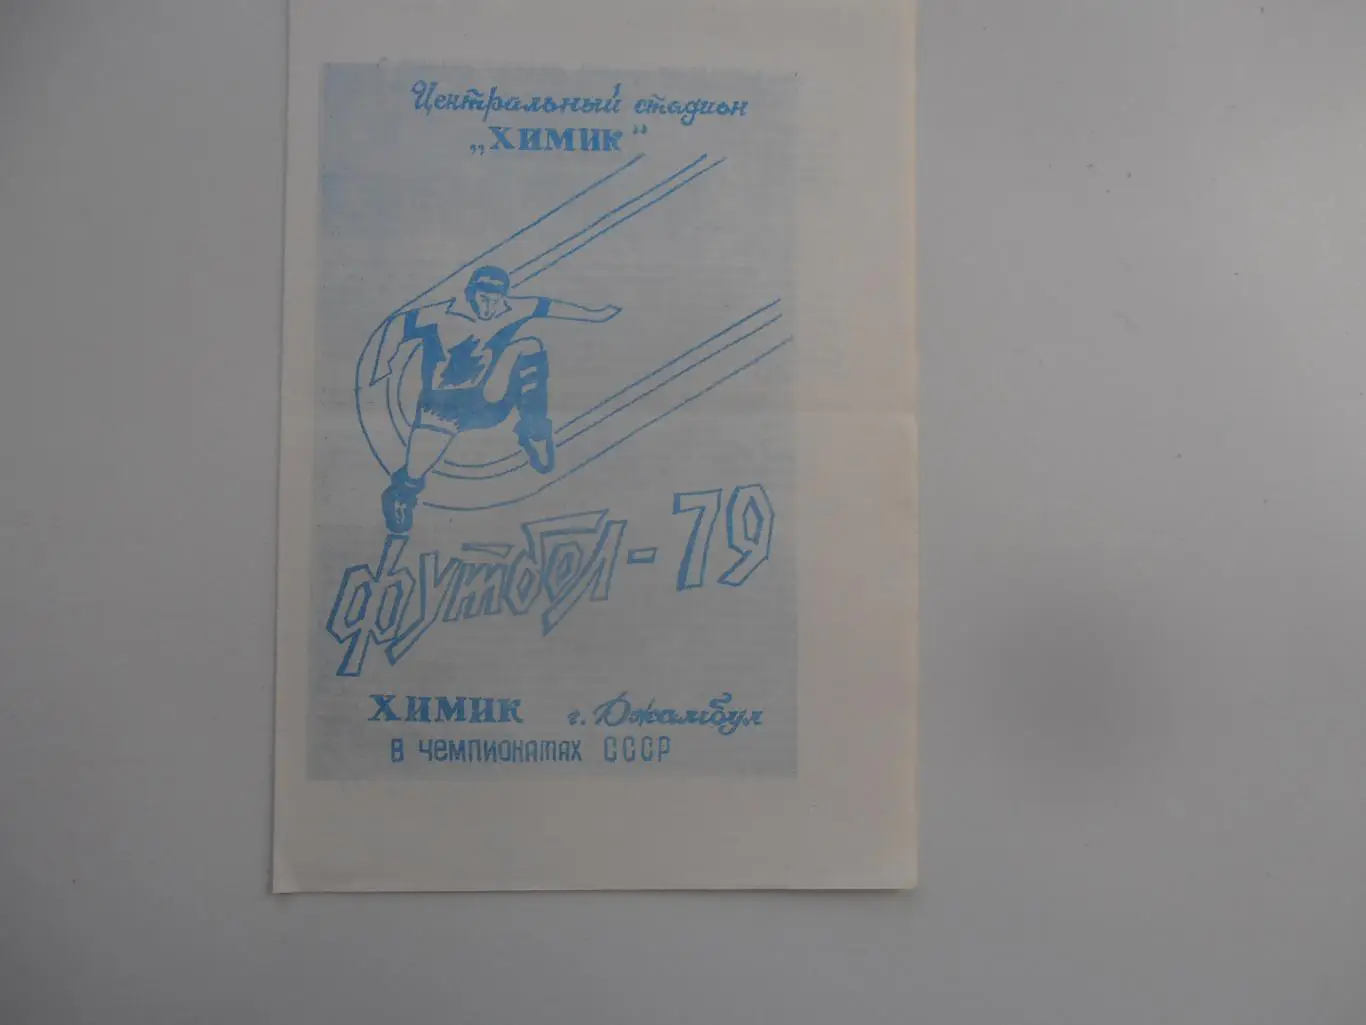 Центральный стадион
„ХИМИК"
футбол-79
ХИМИК г. Джамбул
В ЧЕМПИОНАТАХ СССР